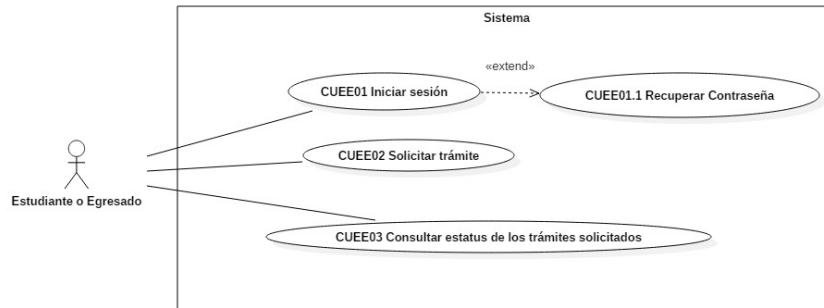 Sistema
«extend»
CUEE01 Iniciar sesión
CUEE01.1 Recuperar Contraseña
CUEE02 Solicitar trámite
Estudiante o Egresado
CUEE03 Consultar estatus de los trámites solicitados